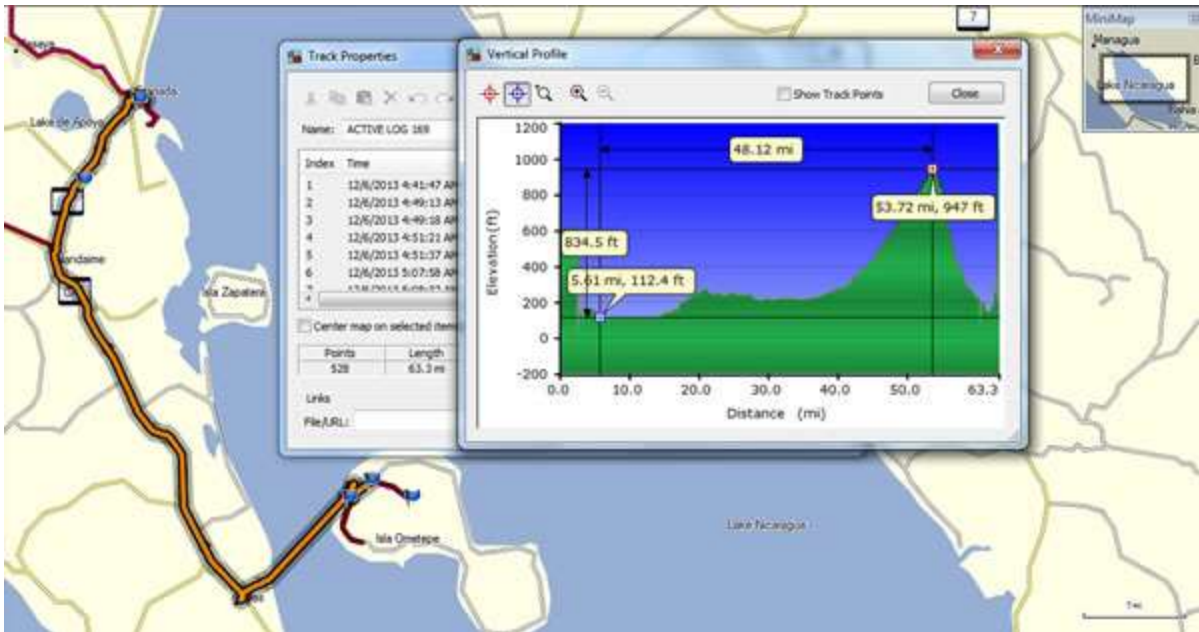 7
MiniMap
Managua
Lake Nicaragua
Lake de Apoyo
Isla Zapatera
Isla Ometepe
Lake Nicaragua
Track Properties
Name: ACTIVE LOG 169
Index Time
1 12/6/2013 4:41:47 AM
2 12/6/2013 4:49:13 AM
3 12/6/2013 4:49:18 AM
4 12/6/2013 4:51:21 AM
5 12/6/2013 4:51:37 AM
6 12/6/2013 5:07:58 AM
Center map on selected item
Points Length
528 63.3 mi
Links
File/URL:
Vertical Profile
Show Track Points
Close
Elevation (ft)
1200
1000
800
600
400
200
0
-200
48.12 mi
53.72 mi, 947 ft
834.5 ft
5.61 mi, 112.4 ft
0.0 10.0 20.0 30.0 40.0 50.0 63.3
Distance (mi)